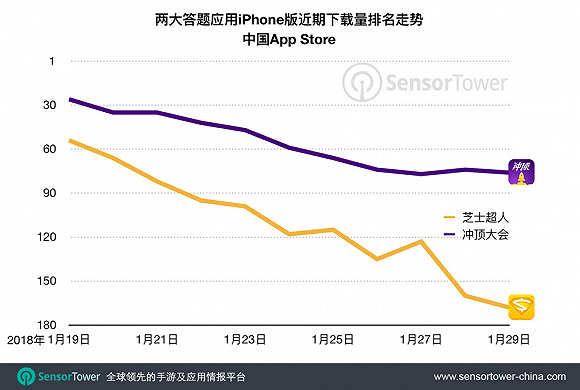 两大答题应用iPhone版近期下载量排名走势
中国App Store
SensorTower
1
30
60
90
120
150
180
冲顶
芝士超人
冲顶大会
2018年1月19日
1月21日
1月23日
1月25日
1月27日
1月29日
SensorTower 全球领先的手游及应用情报平台
www.sensortower-china.com